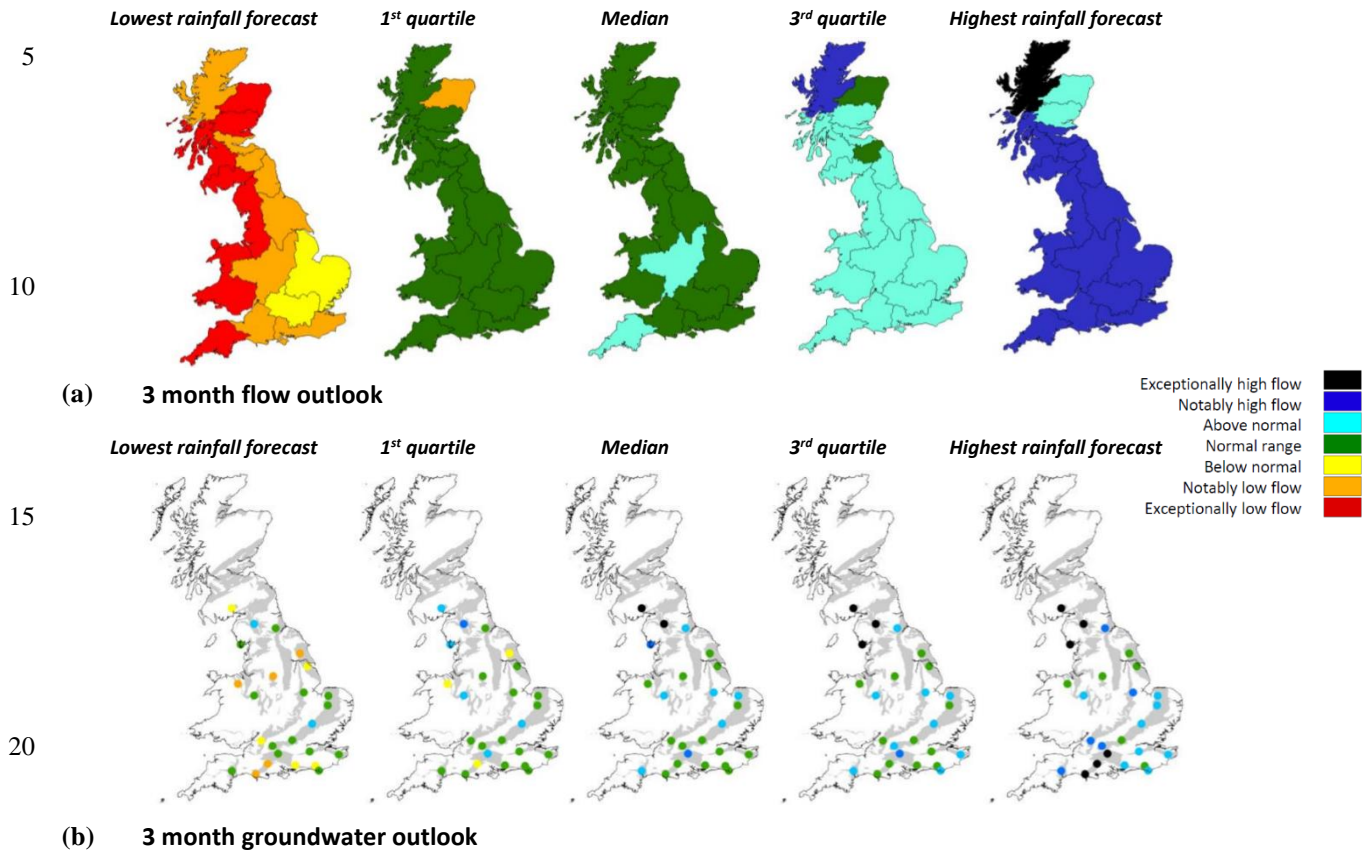 Lowest rainfall forecast 1st quartile Median 3rd quartile Highest rainfall forecast
5
10
(a) 3 month flow outlook
Exceptionally high flow
Notably high flow
Above normal
Normal range
Below normal
Notably low flow
Exceptionally low flow
Lowest rainfall forecast 1st quartile Median 3rd quartile Highest rainfall forecast
15
20
(b) 3 month groundwater outlook